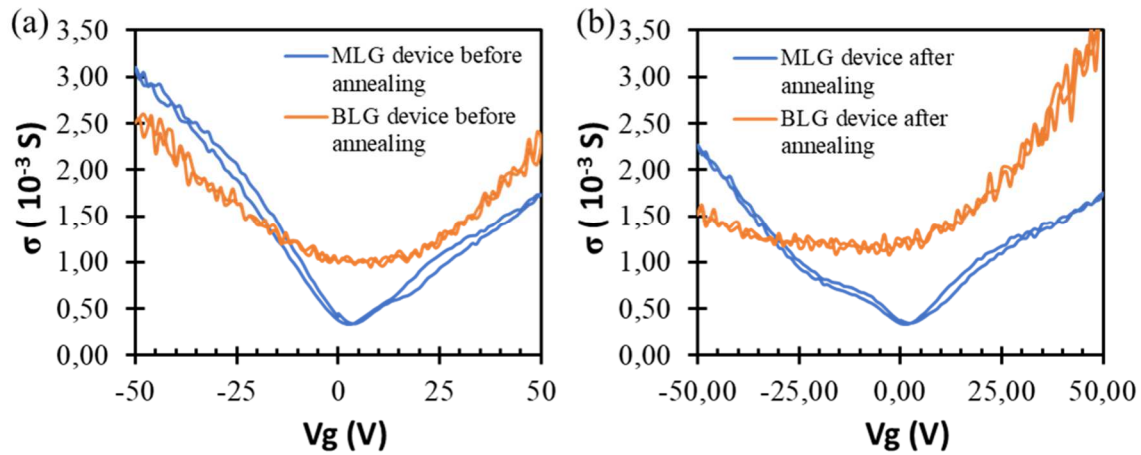 (a)
σ ( 10-3 S)
3,50
3,00
2,50
2,00
1,50
1,00
0,50
0,00
MLG device before
annealing
BLG device before
annealing
-50 -25 0 25 50
Vg (V)
(b)
σ ( 10-3 S)
3,50
3,00
2,50
2,00
1,50
1,00
0,50
0,00
MLG device after
annealing
BLG device after
annealing
-50,00 -25,00 0,00 25,00 50,00
Vg (V)